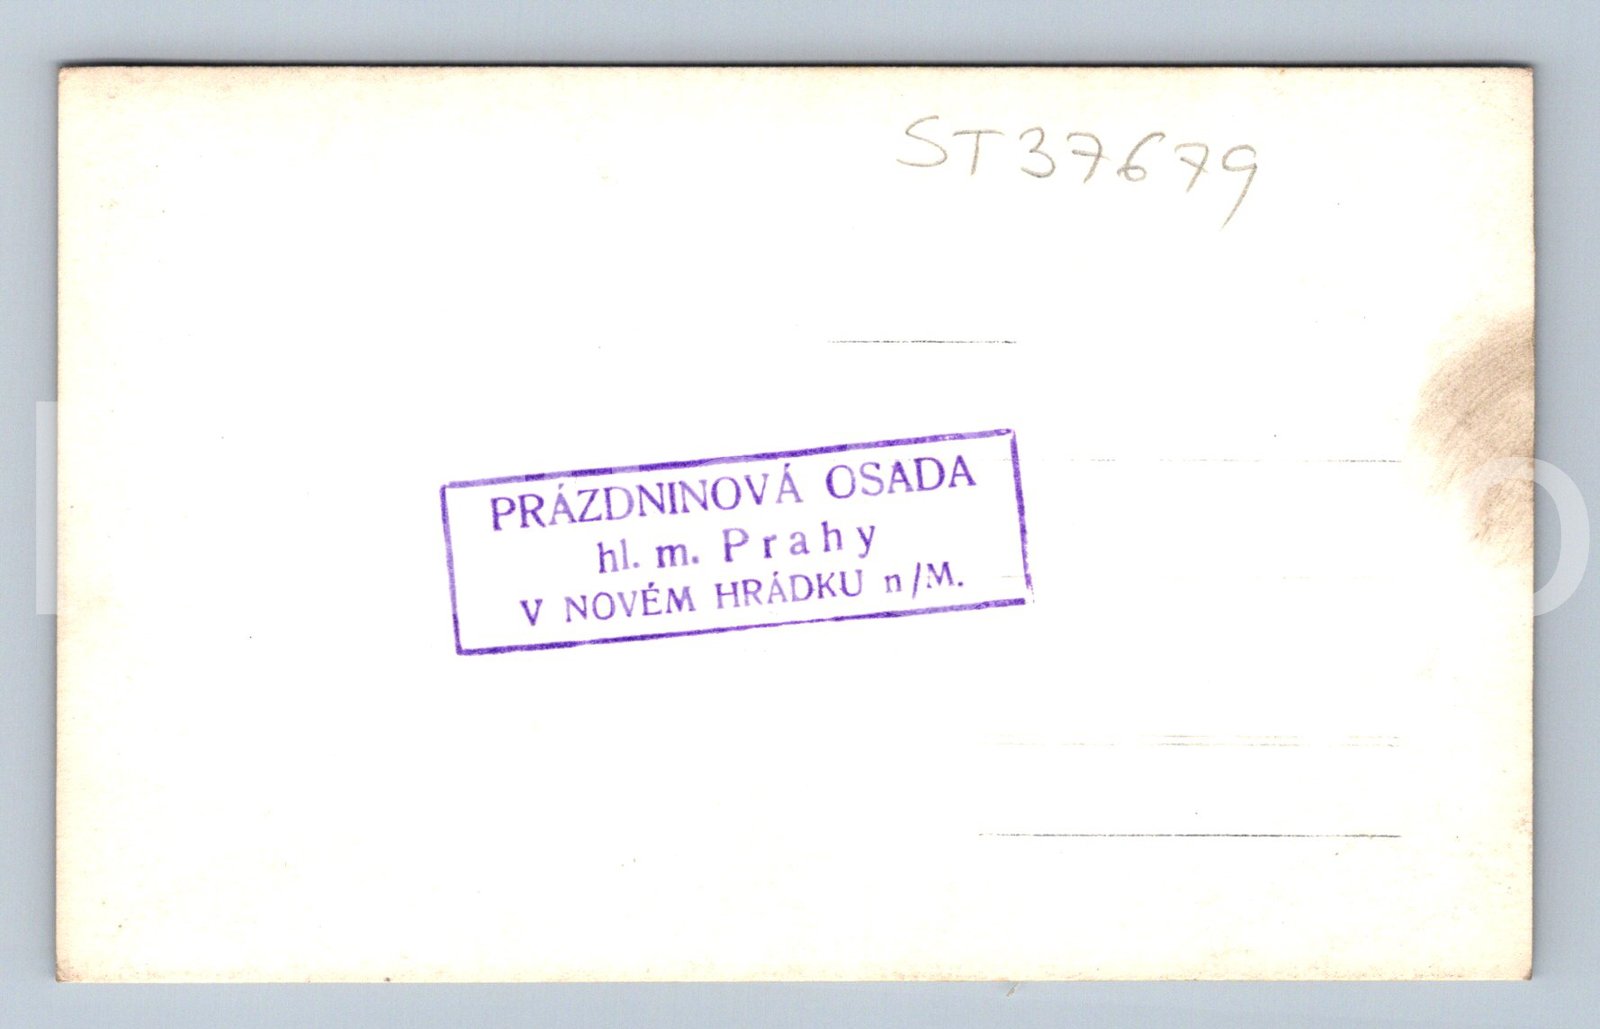 ST37679
PRÁZDNINOVÁ OSADA
hl. m. Prahy
V NOVÉM HRÁDKU n/M.